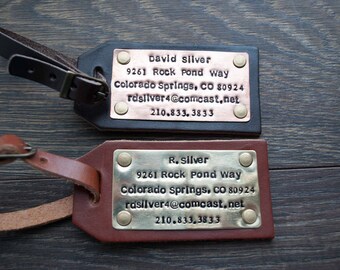 David Silver
9261 Rock Pond Way
Colorado Springs, CO 80924
rdsilver4@comcast.net
210.833.3833
R. Silver
9261 Rock Pond Way
Colorado Springs, CO 80924
rdsilver4@comcast.net
210.833.3833